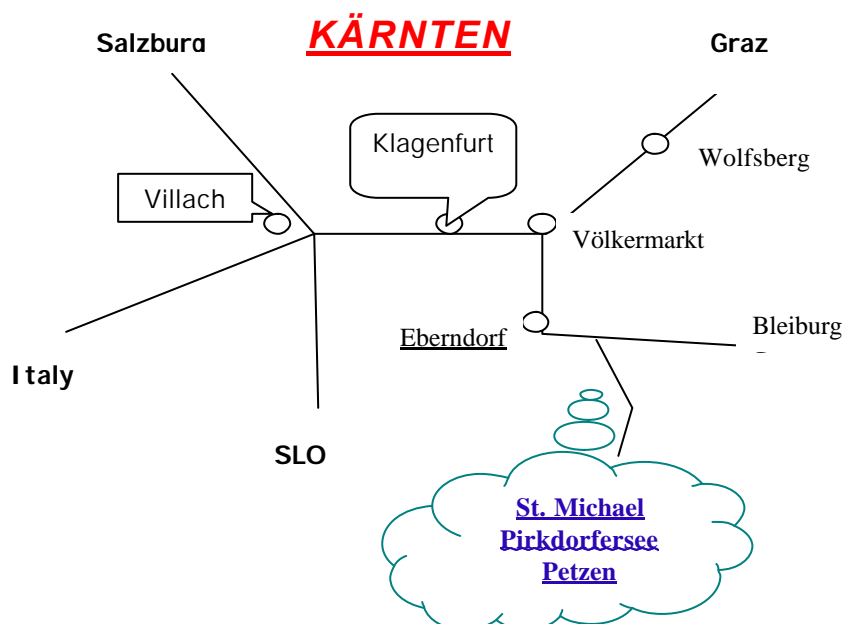 KÄRNTEN
Salzburg
Graz
Klagenfurt
Wolfsberg
Villach
Völkermarkt
Eberndorf
Bleiburg
Italy
SLO
St. Michael
Pirkdorfersee
Petzen